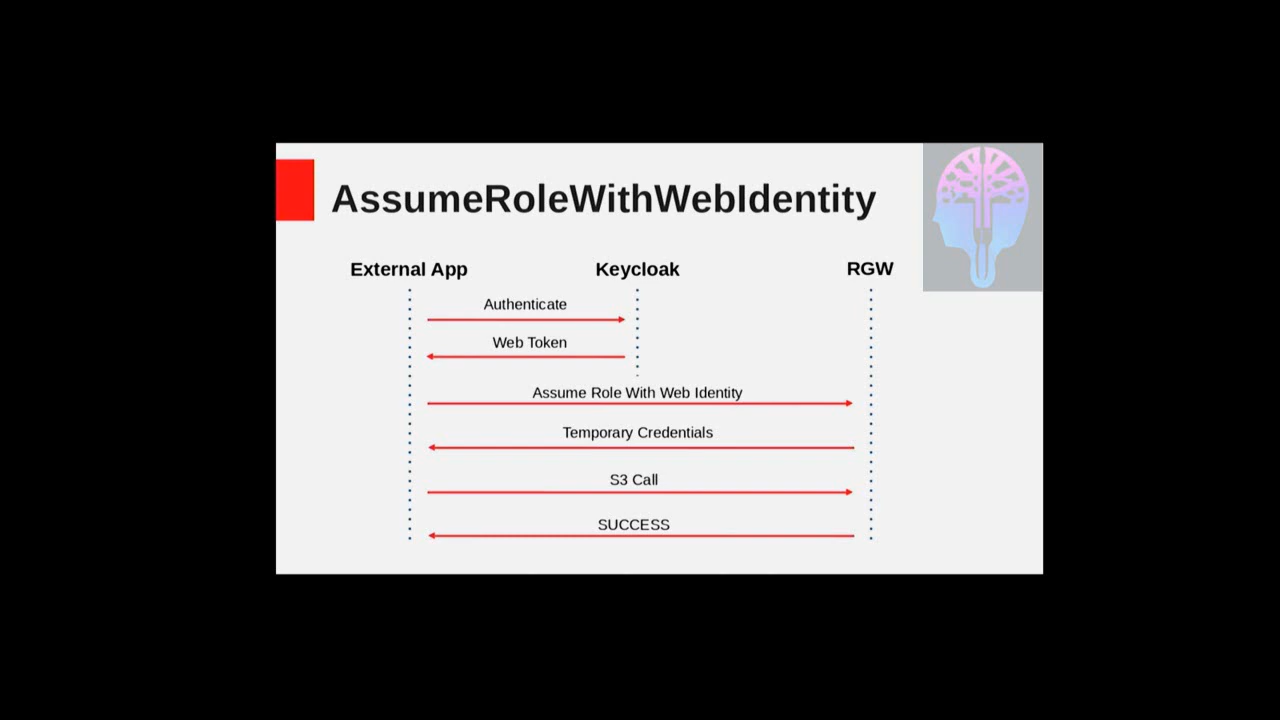 AssumeRoleWithWebIdentity
External App
Keycloak
RGW
Authenticate
Web Token
Assume Role With Web Identity
Temporary Credentials
S3 Call
SUCCESS